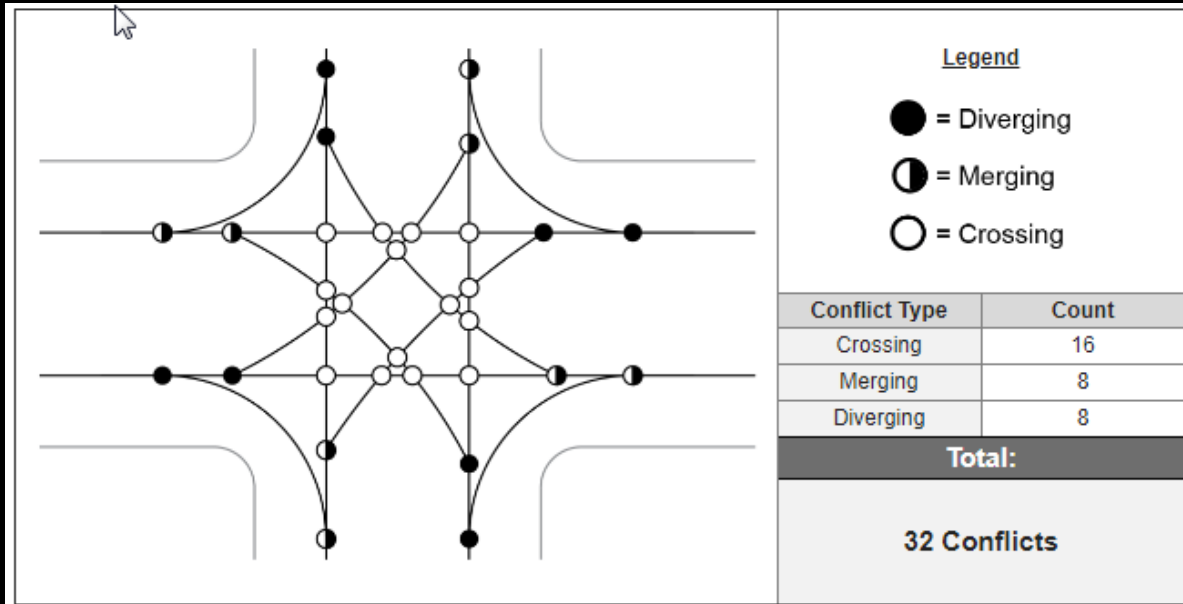 Legend
= Diverging
= Merging
= Crossing
Conflict Type Count
Crossing 16
Merging 8
Diverging 8
Total:
32 Conflicts